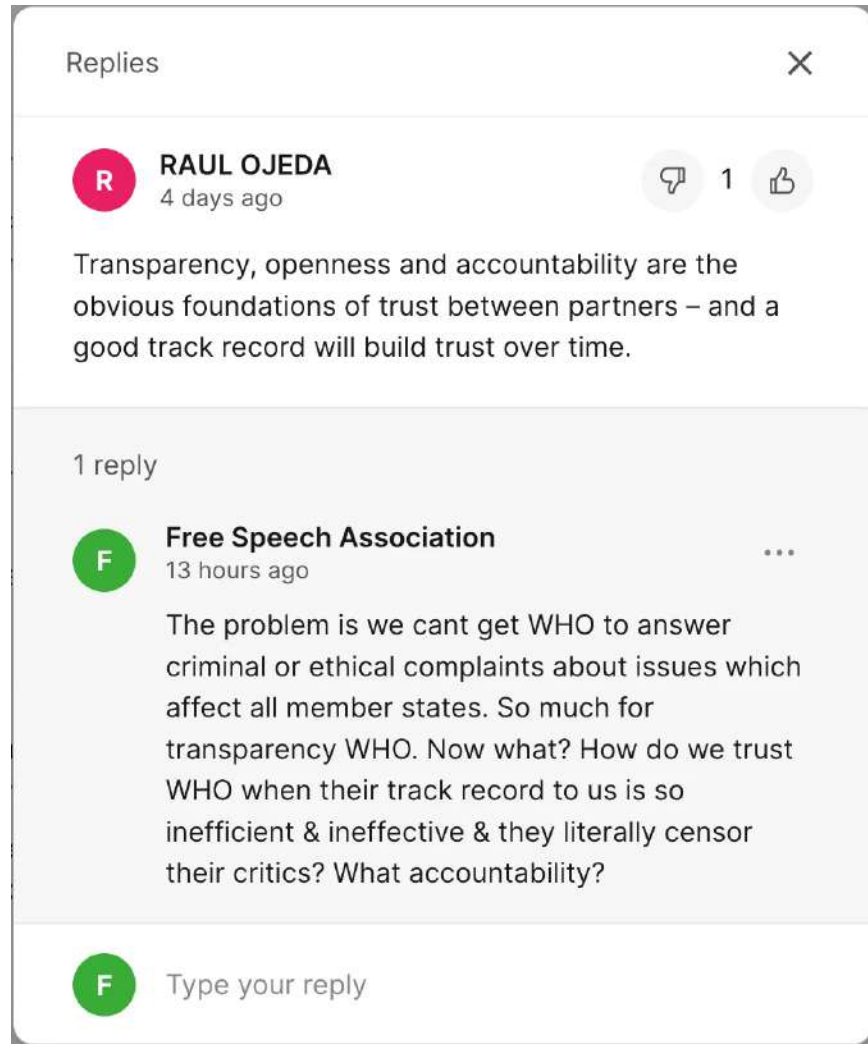 Replies
R
RAUL OJEDA
4 days ago
1
Transparency, openness and accountability are the
obvious foundations of trust between partners – and a
good track record will build trust over time.
1 reply
F
Free Speech Association
13 hours ago
The problem is we cant get WHO to answer
criminal or ethical complaints about issues which
affect all member states. So much for
transparency WHO. Now what? How do we trust
WHO when their track record to us is so
inefficient & ineffective & they literally censor
their critics? What accountability?
F
Type your reply